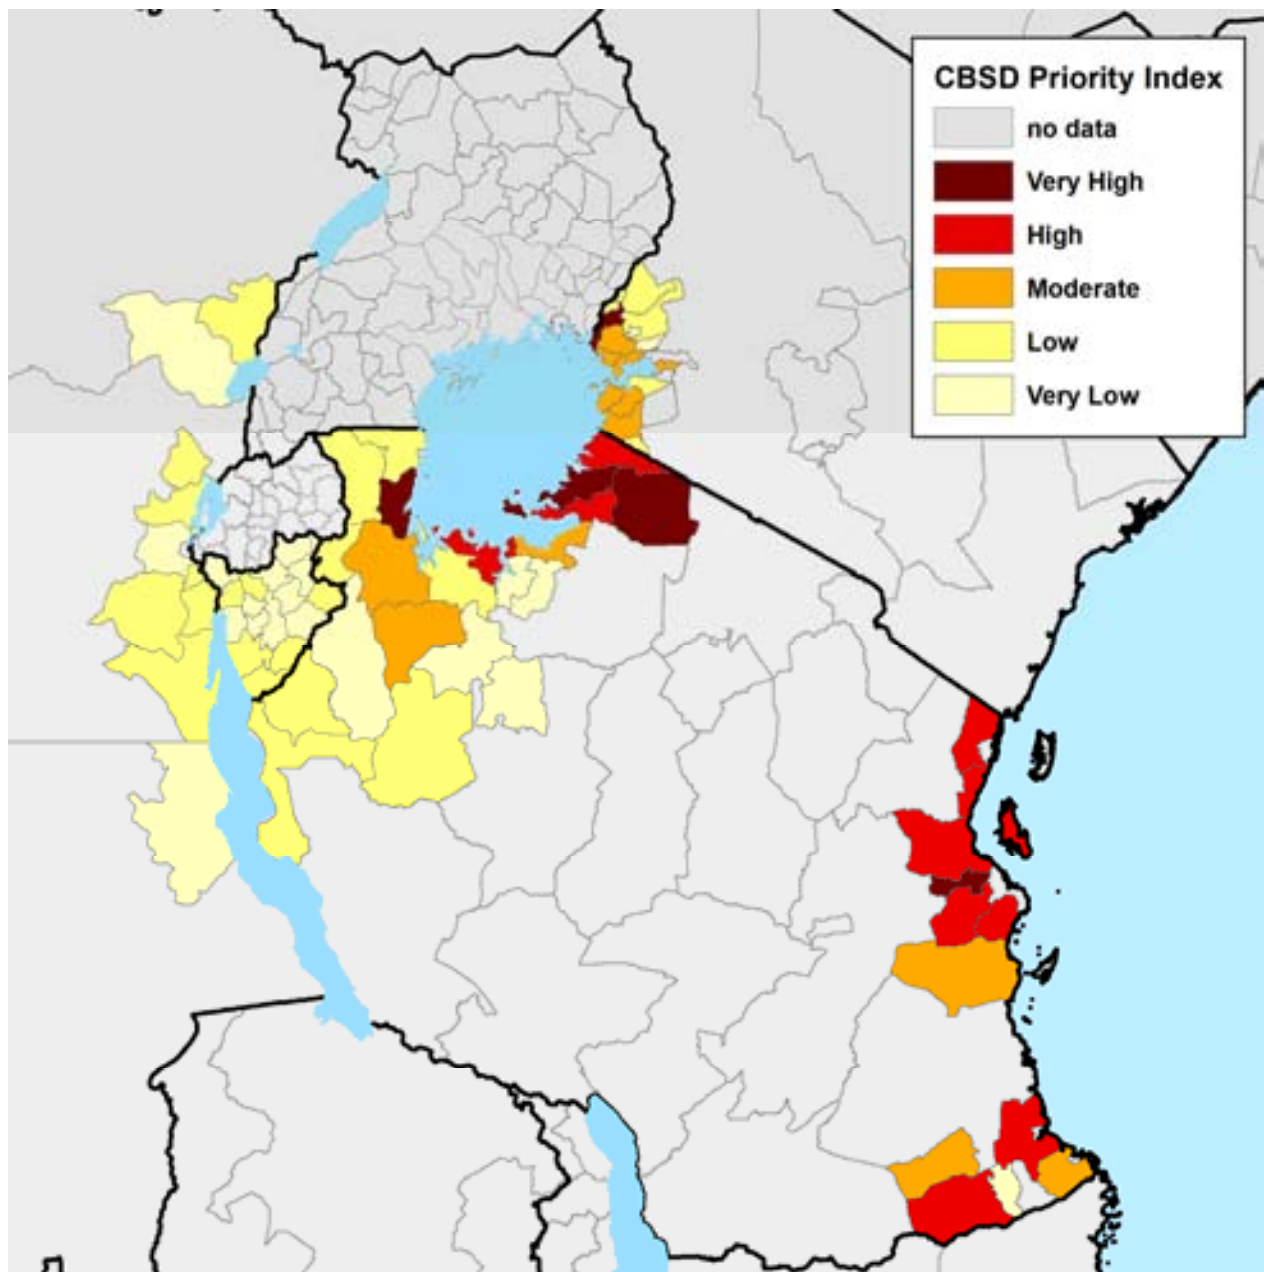 CBSD Priority Index
no data
Very High
High
Moderate
Low
Very Low